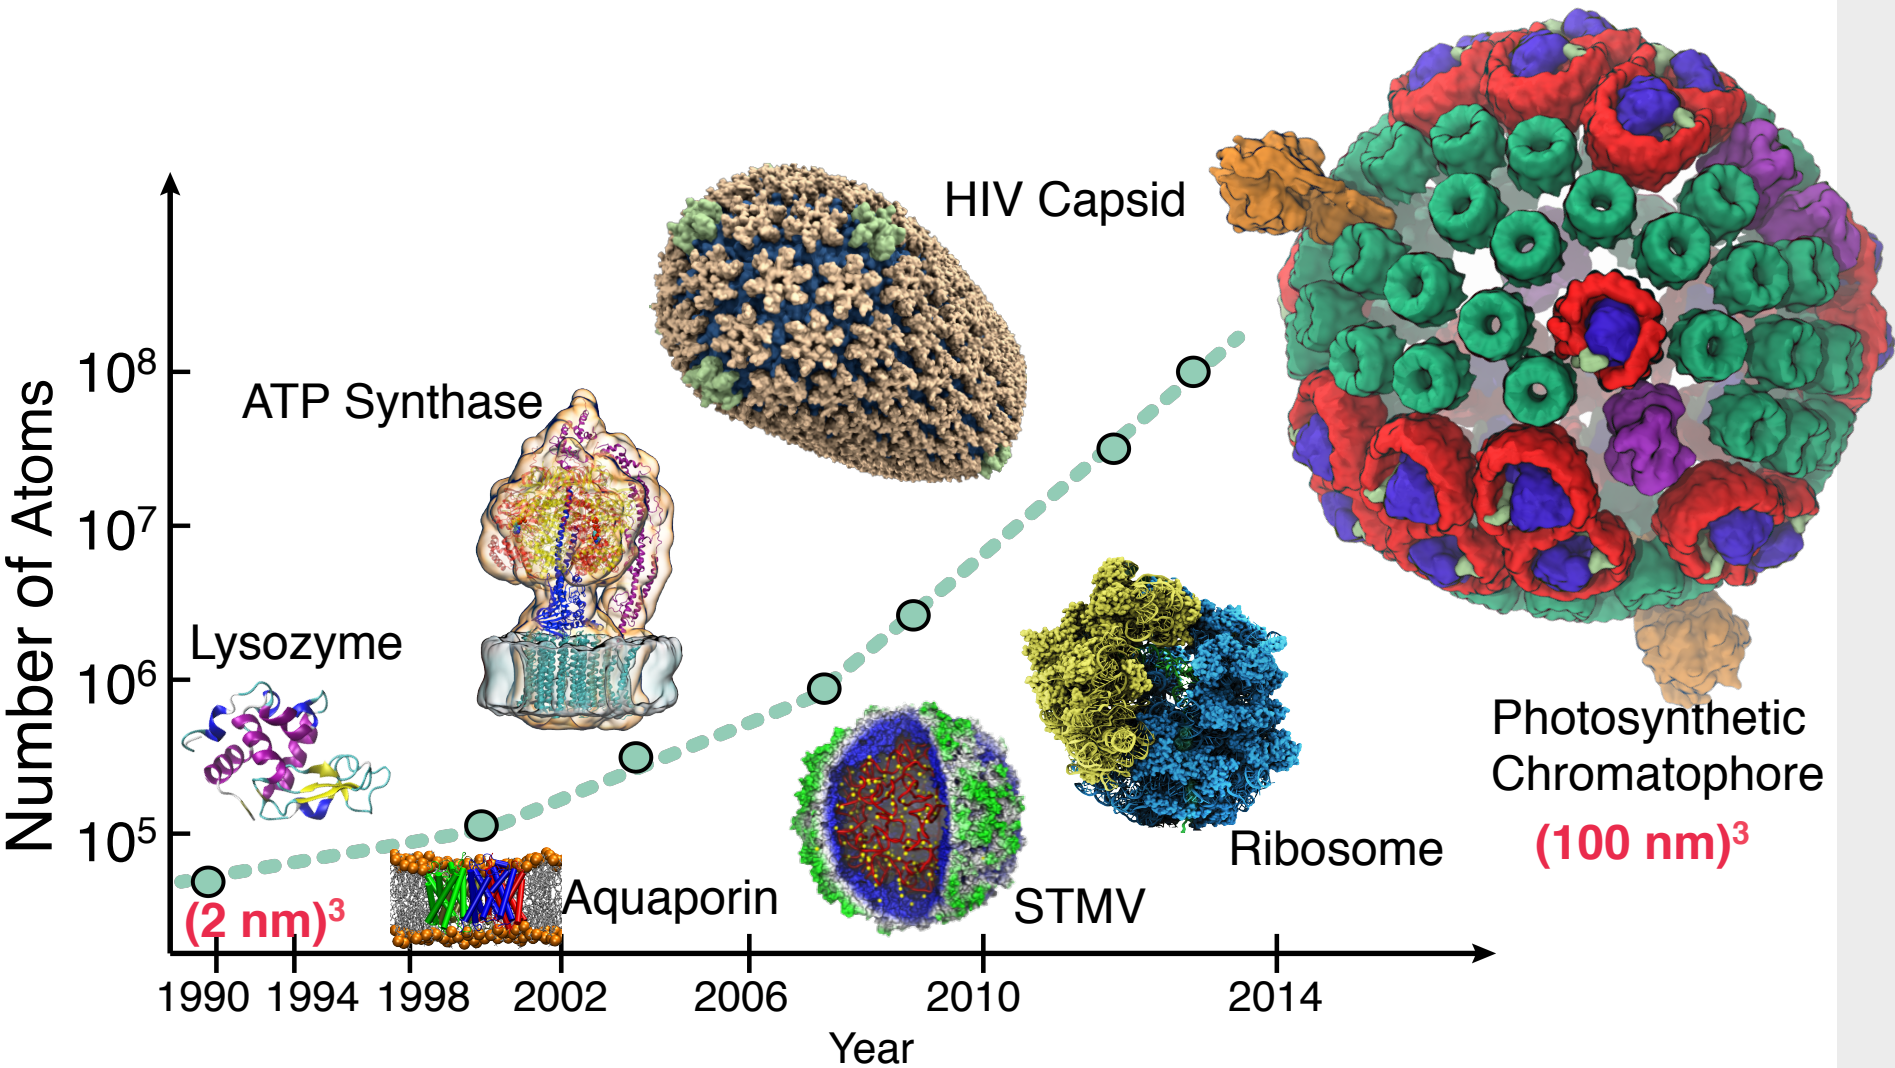 HIV Capsid
ATP Synthase
Lysozyme
Aquaporin
STMV
Ribosome
Photosynthetic
Chromatophore
(100 nm)³
(2 nm)³
Number of Atoms
10⁸
10⁷
10⁶
10⁵
1990 1994 1998 2002 2006 2010 2014
Year